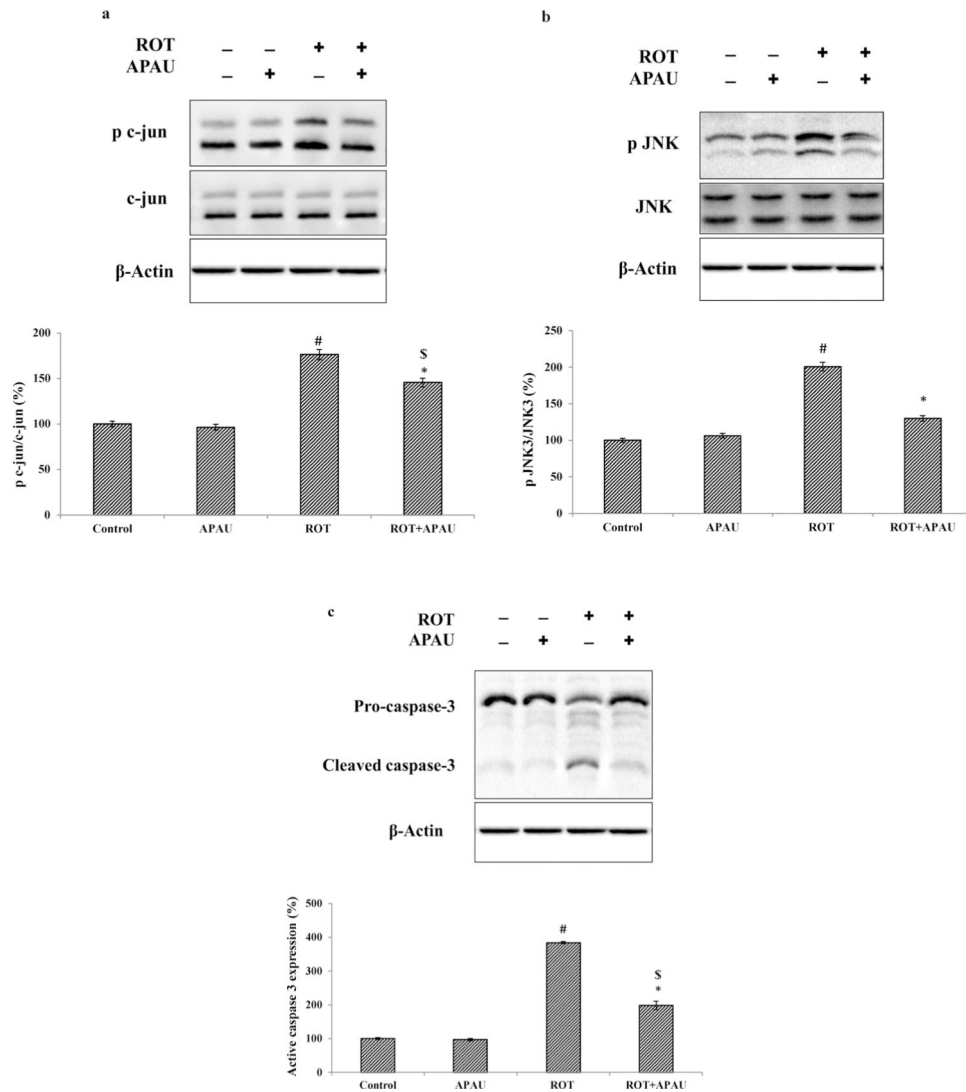 a
ROT – – + +
APAU – + – +
p c-jun
c-jun
β-Actin
p c-jun/c-jun (%)
200
150
100
50
0
#
$
*
Control APAU ROT ROT+APAU
b
ROT – – + +
APAU – + – +
p JNK
JNK
β-Actin
p JNK3/JNK3 (%)
250
200
150
100
50
0
#
*
Control APAU ROT ROT+APAU
c
ROT – – + +
APAU – + – +
Pro-caspase-3
Cleaved caspase-3
β-Actin
Active caspase 3 expression (%)
500
400
300
200
100
0
#
$
*
Control APAU ROT ROT+APAU